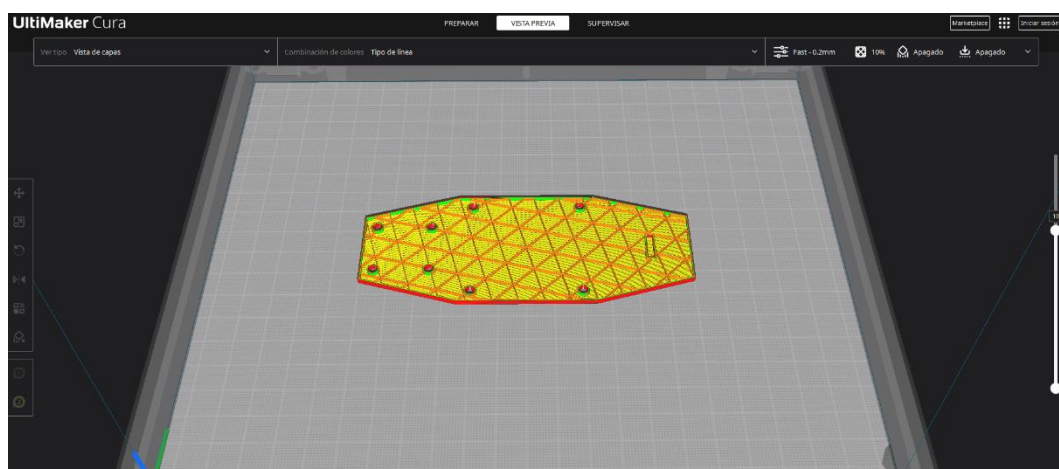 UltiMaker Cura
PREPARAR
VISTA PREVIA
SUPERVISAR
Marketplace
Iniciar sesión
Ver tipo Vista de capas
Combinación de colores Tipo de línea
Fast - 0.2mm
10%
Apagado
Apagado